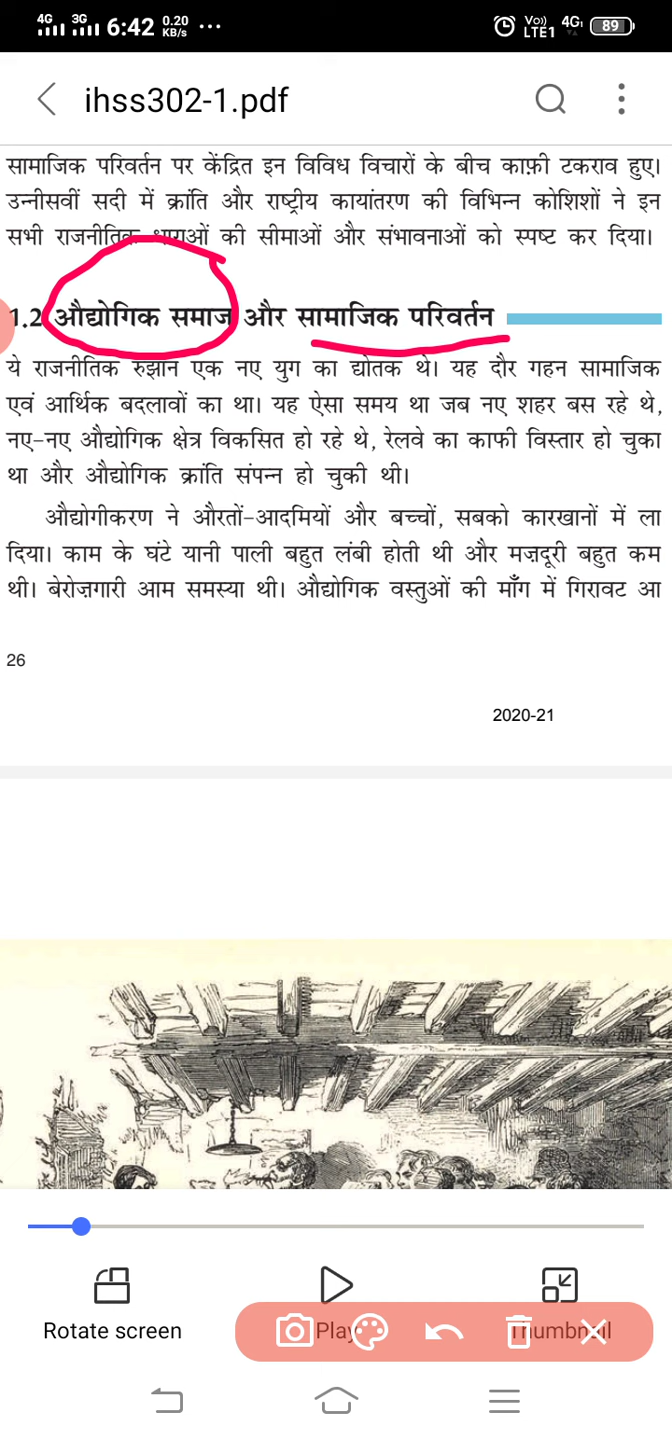 4G 3G 6:42 0.20 KB/s ... Vo)) LTE1 4G 89
ihss302-1.pdf
सामाजिक परिवर्तन पर केंद्रित इन विविध विचारों के बीच काफ़ी टकराव हुए।
उन्नीसवीं सदी में क्रांति और राष्ट्रीय कायांतरण की विभिन्न कोशिशों ने इन
सभी राजनीतिक धाराओं की सीमाओं और संभावनाओं को स्पष्ट कर दिया।
1.2 औद्योगिक समाज और सामाजिक परिवर्तन
ये राजनीतिक रुझान एक नए युग का द्योतक थे। यह दौर गहन सामाजिक
एवं आर्थिक बदलावों का था। यह ऐसा समय था जब नए शहर बस रहे थे,
नए-नए औद्योगिक क्षेत्र विकसित हो रहे थे, रेलवे का काफी विस्तार हो चुका
था और औद्योगिक क्रांति संपन्न हो चुकी थी।
औद्योगीकरण ने औरतों-आदमियों और बच्चों, सबको कारखानों में ला
दिया। काम के घंटे यानी पाली बहुत लंबी होती थी और मज़दूरी बहुत कम
थी। बेरोज़गारी आम समस्या थी। औद्योगिक वस्तुओं की माँग में गिरावट आ
26
2020-21
Rotate screen Play Thumbnail